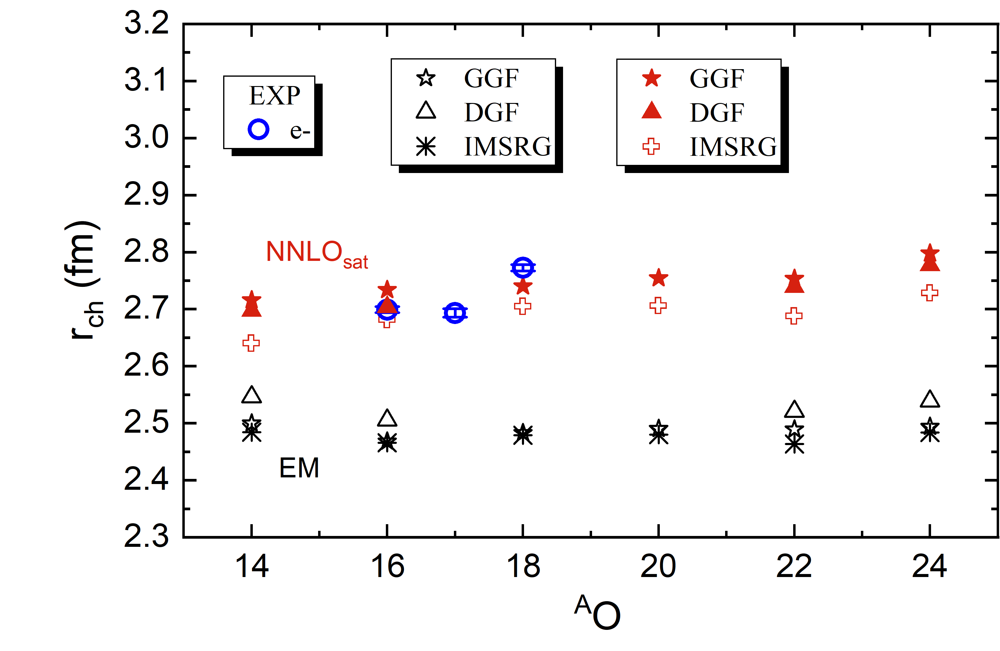 3.2
3.1
3.0
2.9
2.8
2.7
2.6
2.5
2.4
2.3
r_ch (fm)
EXP
e-
GGF
DGF
IMSRG
GGF
DGF
IMSRG
NNLO_sat
EM
14 16 18 20 22 24
^AO